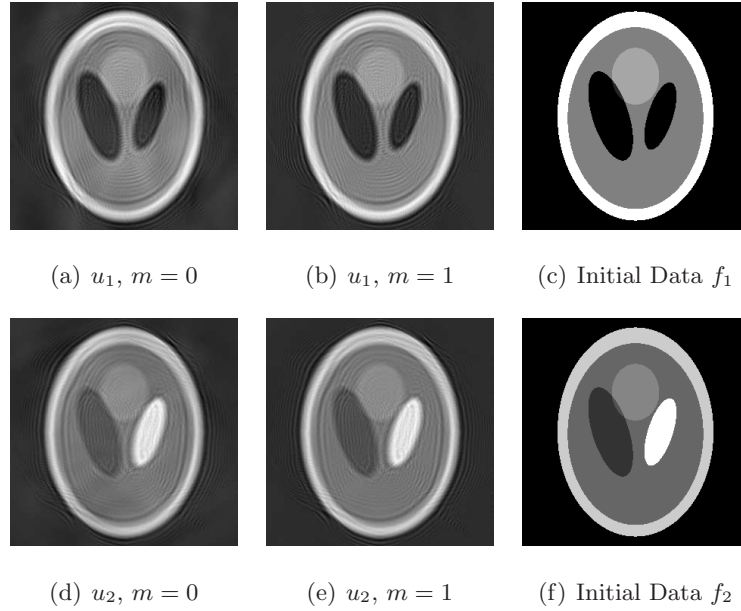 (a) u₁, m = 0
(b) u₁, m = 1
(c) Initial Data f₁
(d) u₂, m = 0
(e) u₂, m = 1
(f) Initial Data f₂